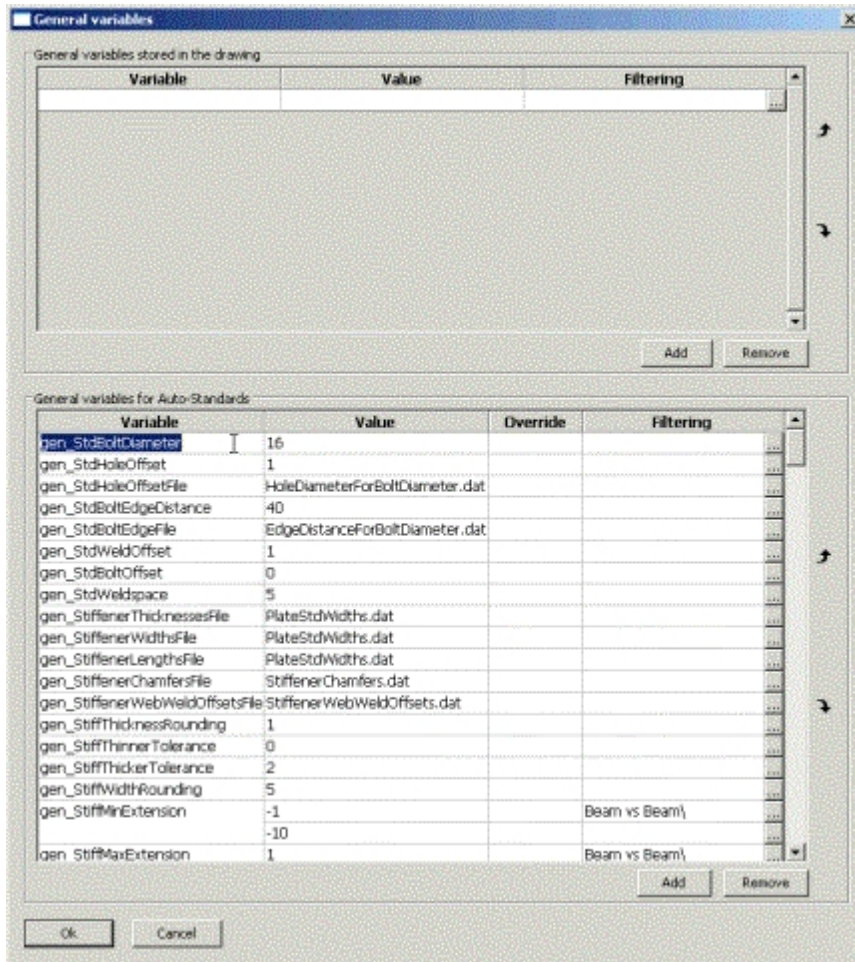 General variables
General variables stored in the drawing
Variable Value Filtering
...
Add Remove
General variables for Auto-Standards
Variable Value Override Filtering
gen_StdBoltDiameter 16 ...
gen_StdHoleOffset 1 ...
gen_StdHoleOffsetFile HoleDiameterForBoltDiameter.dat ...
gen_StdBoltEdgeDistance 40 ...
gen_StdBoltEdgeFile EdgeDistanceForBoltDiameter.dat ...
gen_StdWeldOffset 1 ...
gen_StdBoltOffset 0 ...
gen_StdWeldspace 5 ...
gen_StiffenerThicknessesFile PlateStdWidths.dat ...
gen_StiffenerWidthsFile PlateStdWidths.dat ...
gen_StiffenerLengthsFile PlateStdWidths.dat ...
gen_StiffenerChamfersFile StiffenerChamfers.dat ...
gen_StiffenerWebWeldOffsetsFile StiffenerWebWeldOffsets.dat ...
gen_StiffThicknessRounding 1 ...
gen_StiffThinnerTolerance 0 ...
gen_StiffThickerTolerance 2 ...
gen_StiffWidthRounding 5 ...
gen_StiffMinExtension -1 Beam vs Beam\ ...
-10 ...
gen_StiffMaxExtension 1 Beam vs Beam\ ...
Add Remove
Ok Cancel